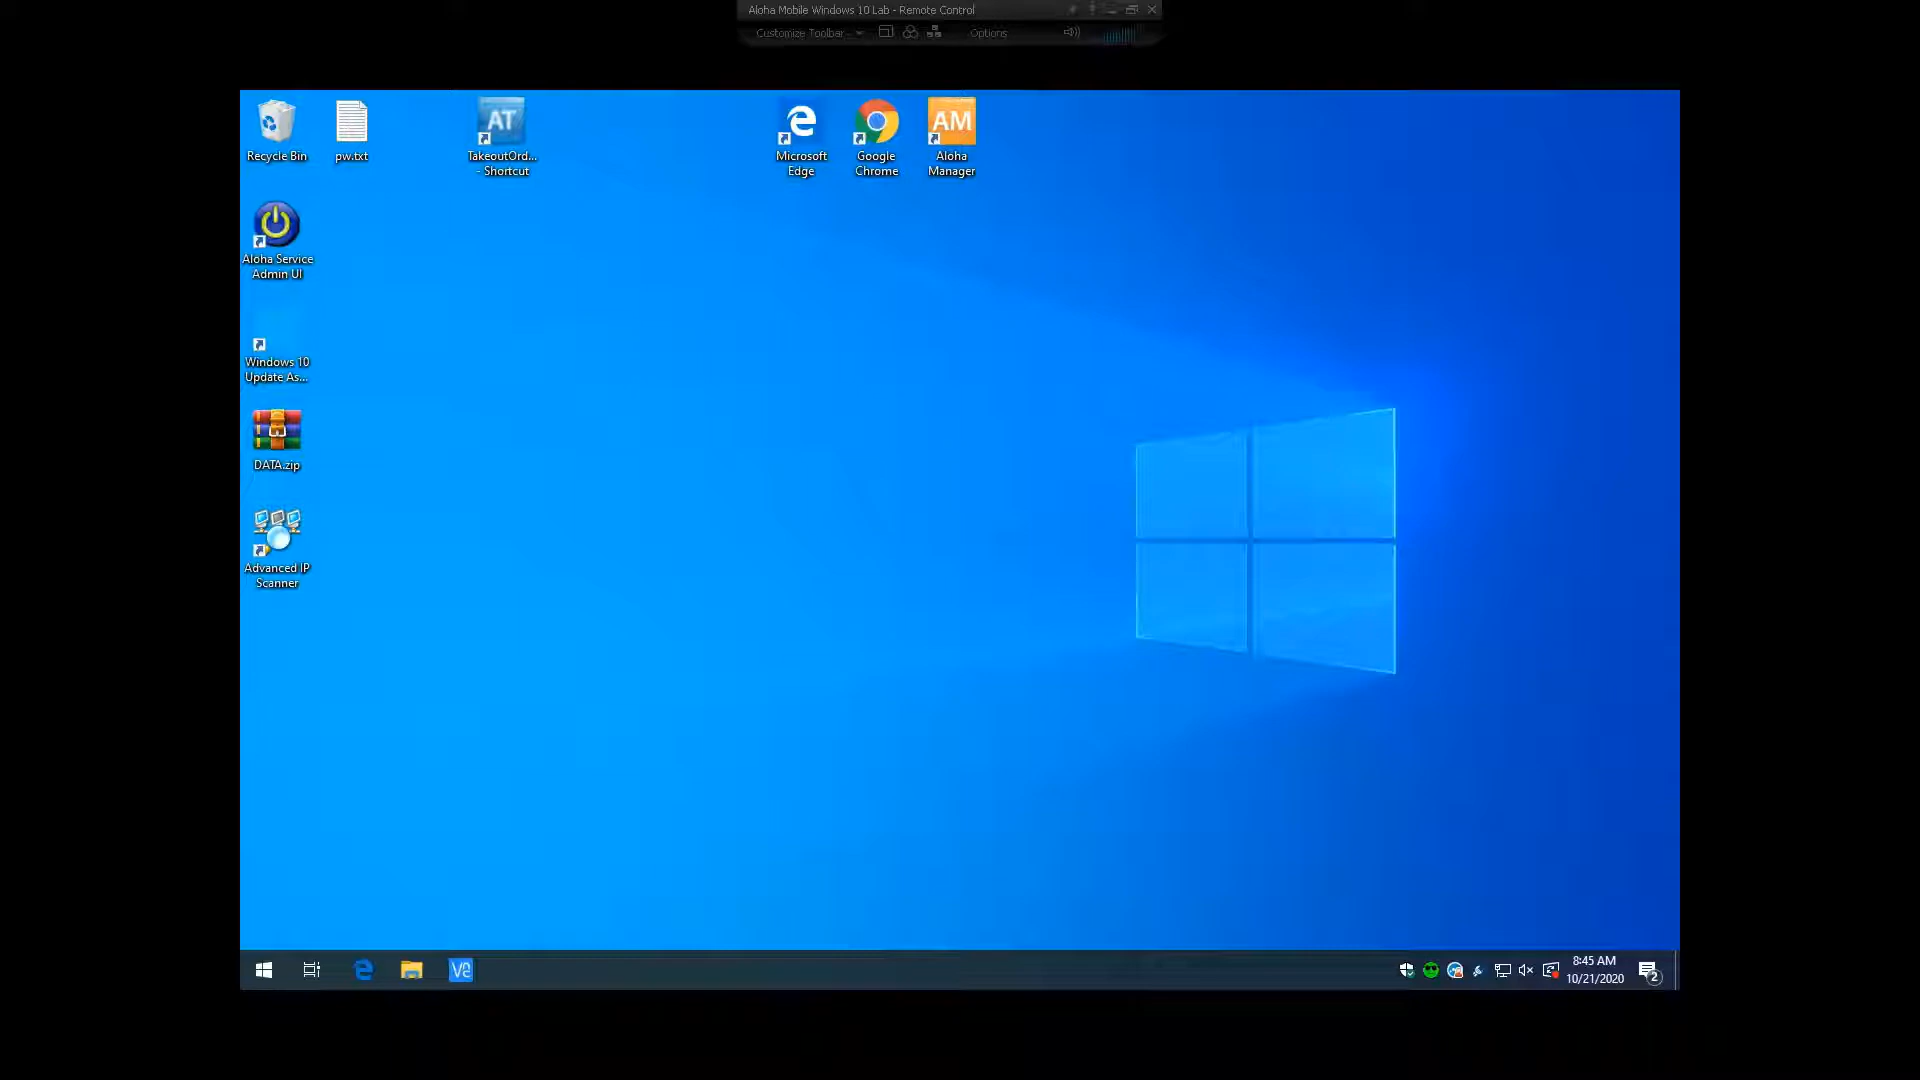 Aloha Mobile Windows 10 Lab - Remote Control
Customize Toolbar
Options
Recycle Bin
pw.txt
AT
TakeoutOrd...
- Shortcut
Microsoft
Edge
Google
Chrome
AM
Aloha
Manager
Aloha Service
Admin UI
Windows 10
Update As...
DATA.zip
Advanced IP
Scanner
8:45 AM
10/21/2020
2